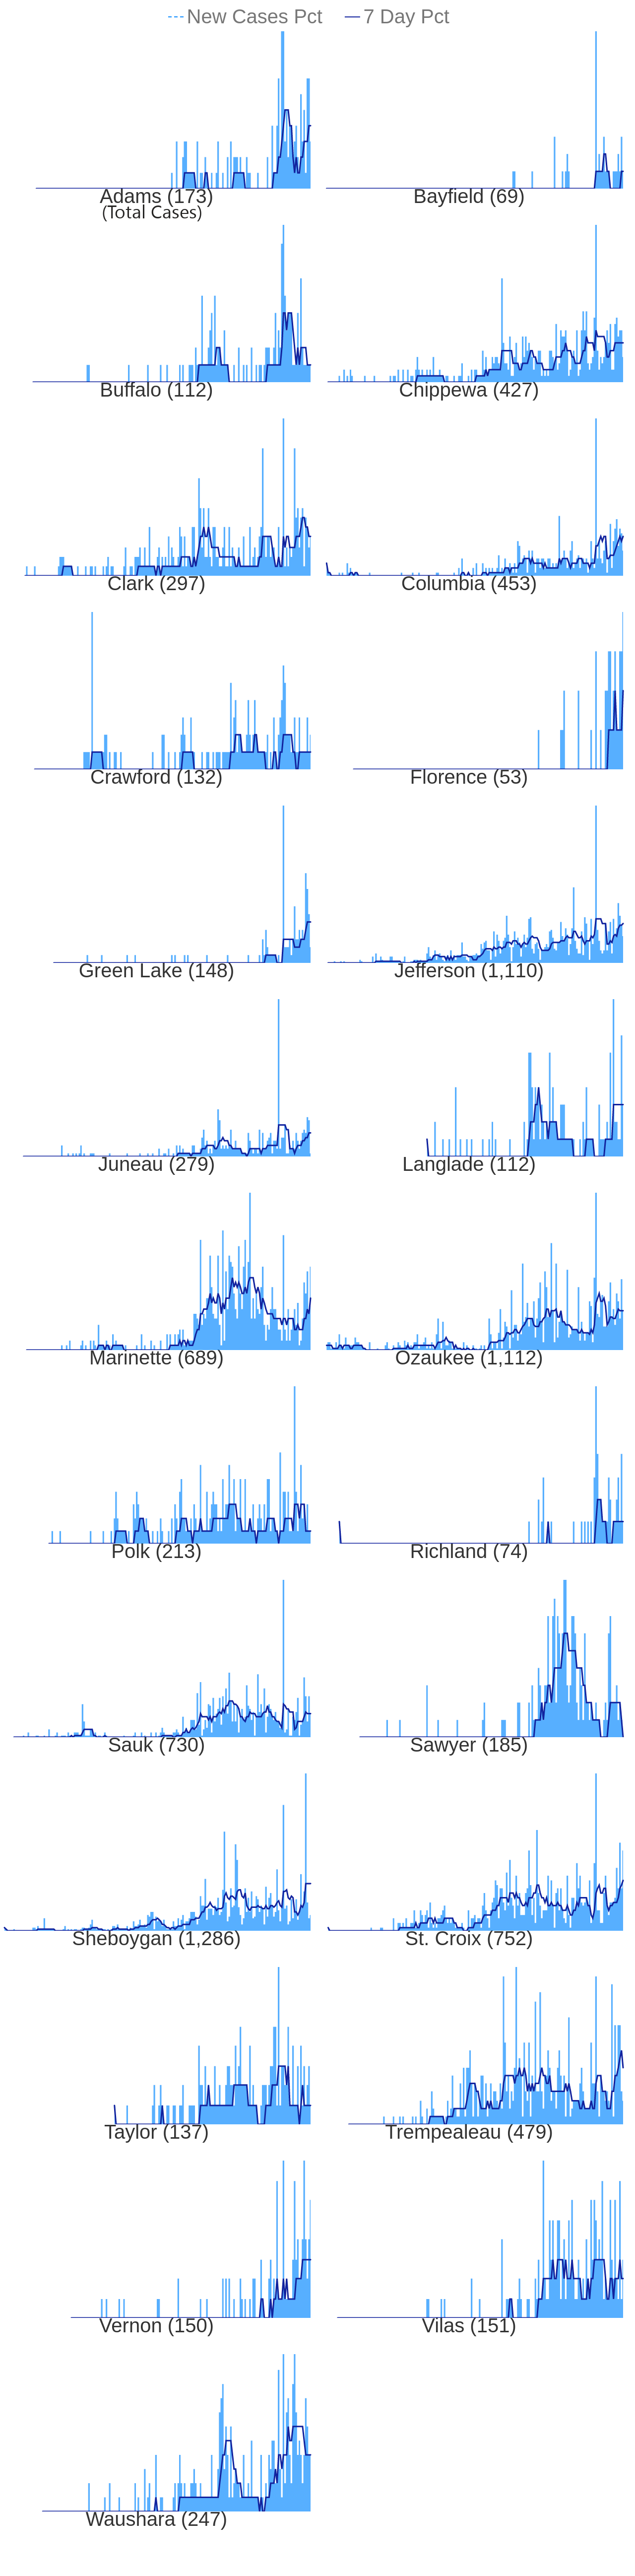 New Cases Pct 7 Day Pct
Adams (173) Bayfield (69)
(Total Cases)
Buffalo (112) Chippewa (427)
Clark (297) Columbia (453)
Crawford (132) Florence (53)
Green Lake (148) Jefferson (1,110)
Juneau (279) Langlade (112)
Marinette (689) Ozaukee (1,112)
Polk (213) Richland (74)
Sauk (730) Sawyer (185)
Sheboygan (1,286) St. Croix (752)
Taylor (137) Trempealeau (479)
Vernon (150) Vilas (151)
Waushara (247)